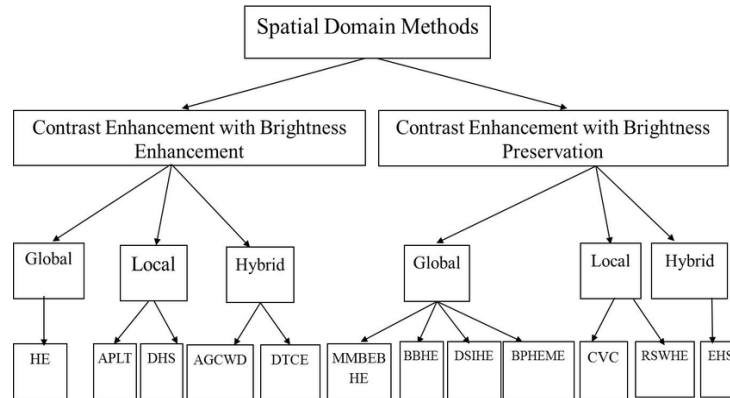 Spatial Domain Methods
Contrast Enhancement with Brightness
Enhancement
Contrast Enhancement with Brightness
Preservation
Global
Local
Hybrid
Global
Local
Hybrid
HE
APLT
DHS
AGCWD
DTCE
MMBEB
HE
BBHE
DSIHE
BPHEME
CVC
RSWHE
EHS